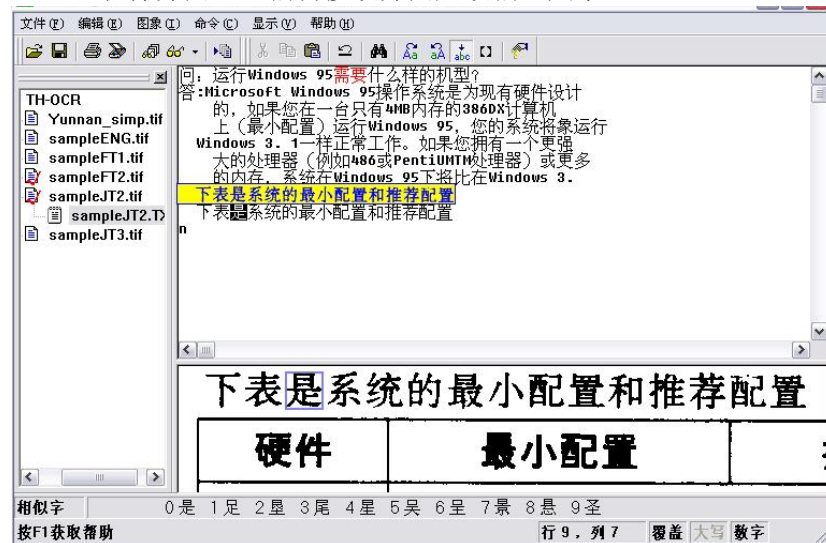 文件(F) 编辑(E) 图象(I) 命令(C) 显示(V) 帮助(H)
TH-OCR
Yunnan_simp.tif
sampleENG.tif
sampleFT1.tif
sampleFT2.tif
sampleJT2.tif
sampleJT2.T
sampleJT3.tif
问：运行Windows 95需要什么样的机型？
答:Microsoft Windows 95操作系统是为现有硬件设计
的，如果您在一台只有4MB内存的386DX计算机
上（最小配置）运行Windows 95，您的系统将象运行
Windows 3. 1一样正常工作。如果您拥有一个更强
大的处理器（例如486或PentiUMTM处理器）或更多
的内存，系统在Windows 95下将比在Windows 3.
下表是系统的最小配置和推荐配置
下表是系统的最小配置和推荐配置
n
下表是系统的最小配置和推荐配置
硬件 最小配置
相似字 0是 1足 2垦 3尾 4星 5吴 6呈 7景 8悬 9圣
按F1获取帮助 行 9，列 7 覆盖 大写 数字